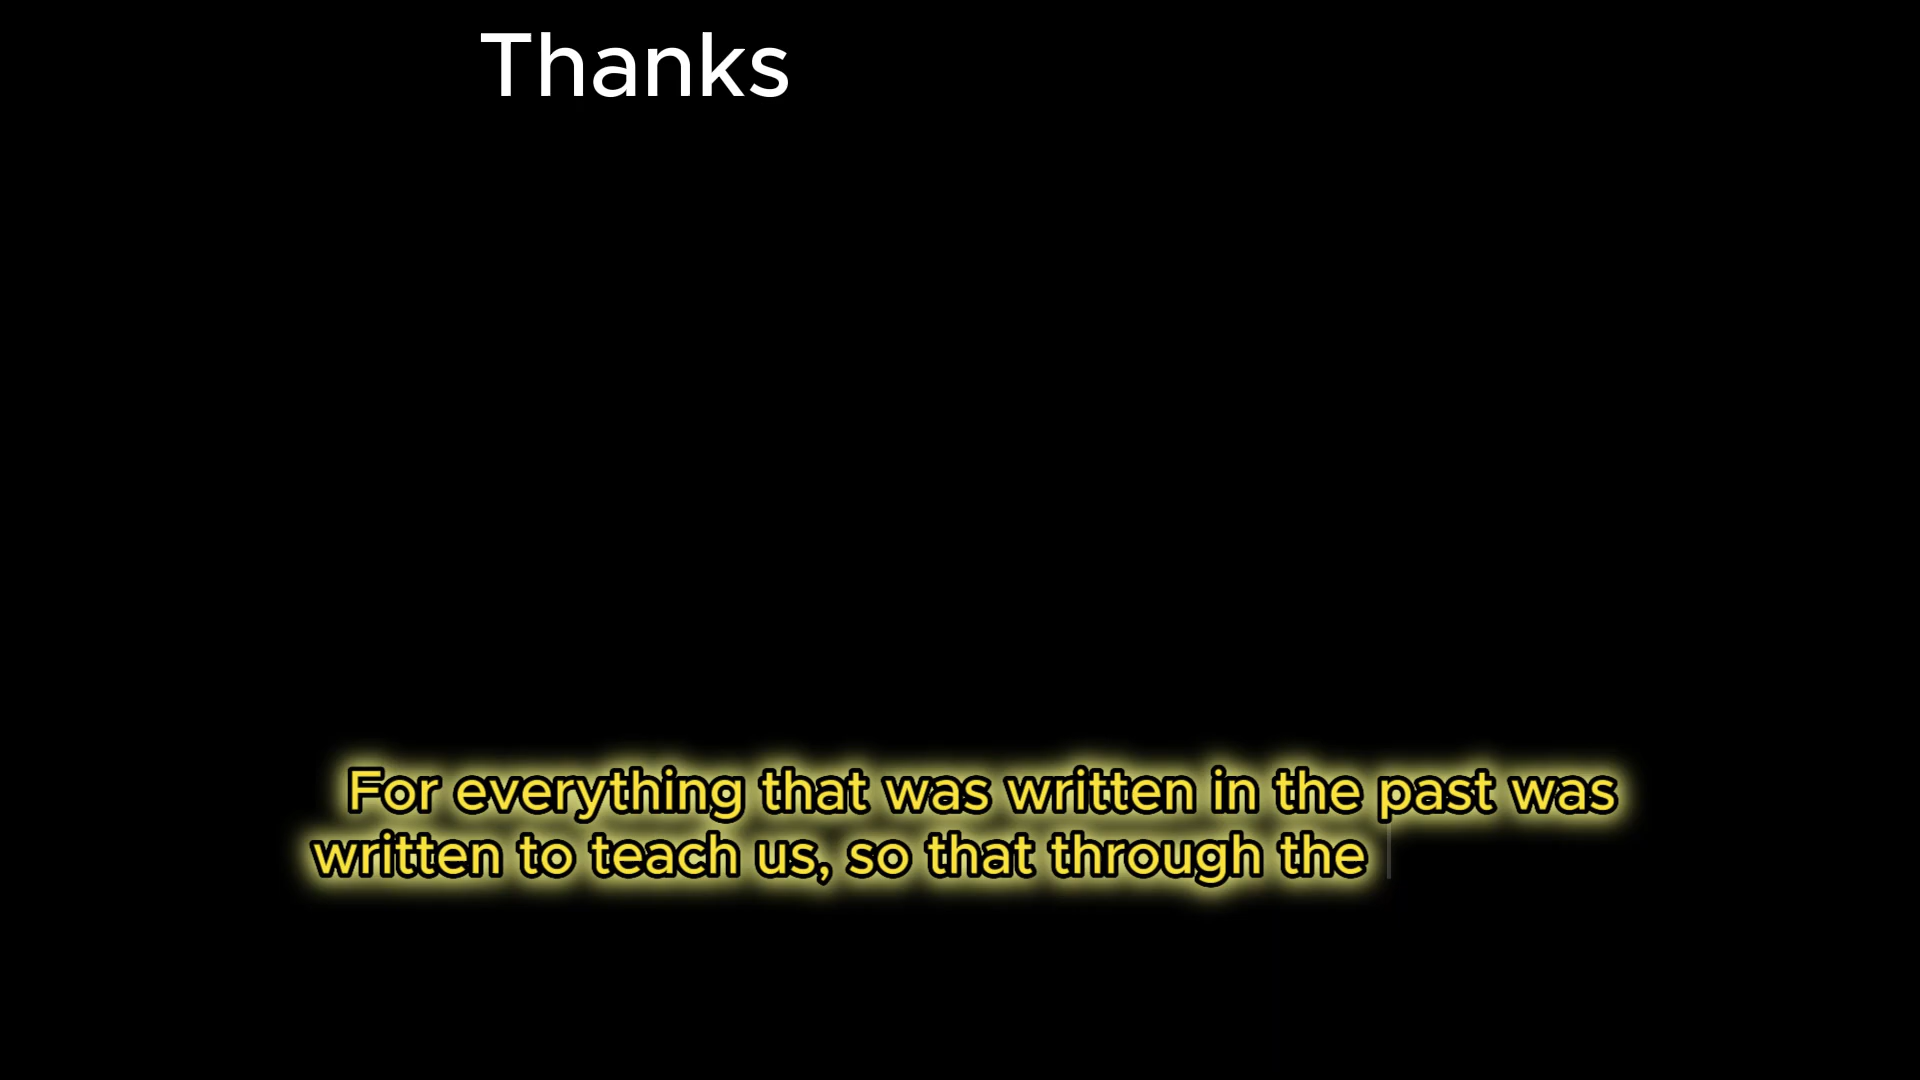 Thanks
For everything that was written in the past was
written to teach us, so that through the